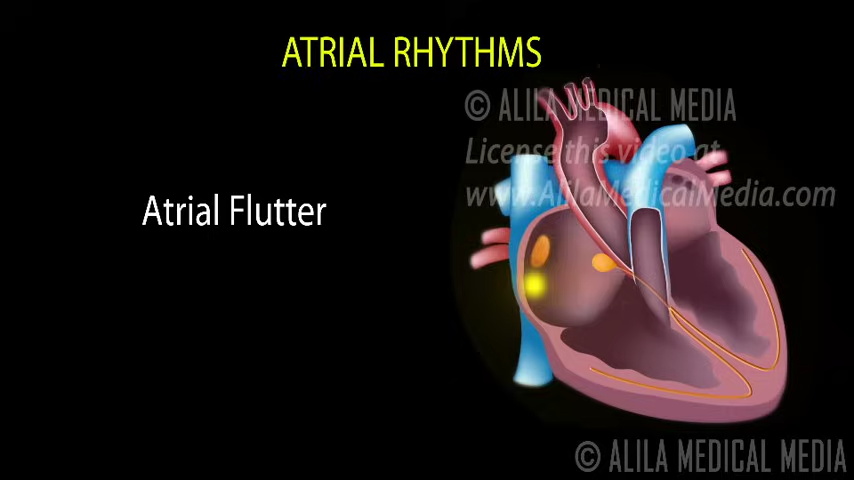 ATRIAL RHYTHMS
© ALILA MEDICAL MEDIA
License this video at
www.AlilaMedicalMedia.com
Atrial Flutter
© ALILA MEDICAL MEDIA